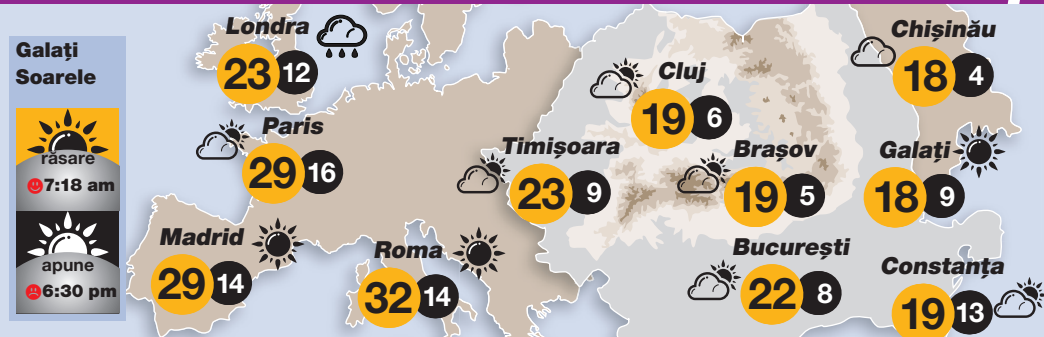 Galați
Soarele
răsare
7:18 am
apune
6:30 pm
Londra
23 12
Paris
29 16
Madrid
29 14
Roma
32 14
Timișoara
23 9
Cluj
19 6
Brașov
19 5
București
22 8
Chișinău
18 4
Galați
18 9
Constanța
19 13